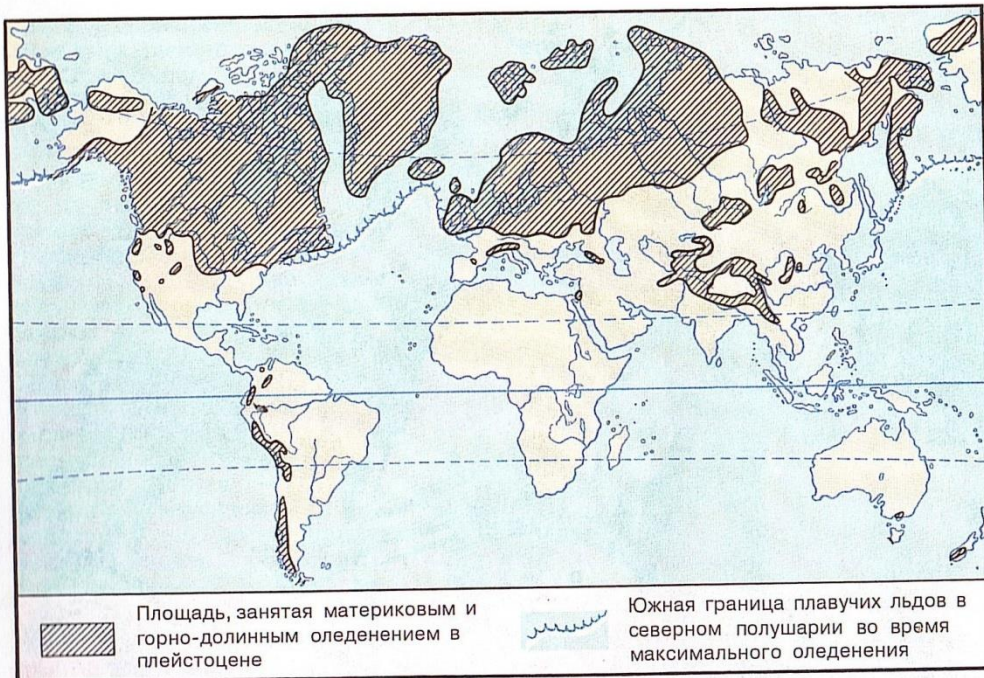 Площадь, занятая материковым и
горно-долинным оледенением в
плейстоцене
Южная граница плавучих льдов в
северном полушарии во время
максимального оледенения